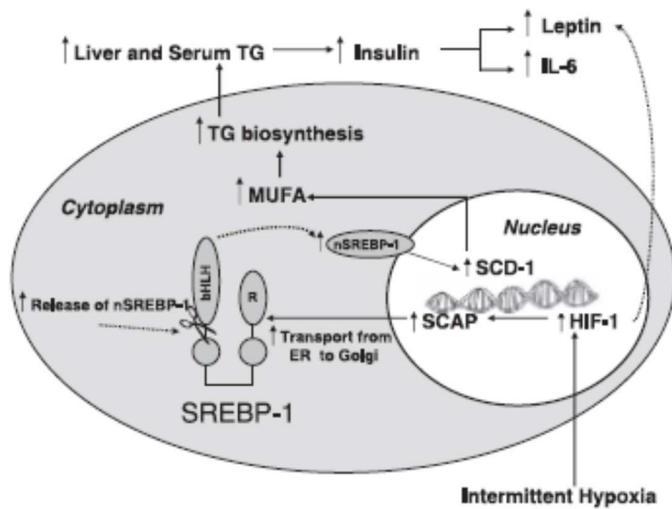 ↑ Leptin
↑ Liver and Serum TG
↑ Insulin
↑ IL-6
↑ TG biosynthesis
↑ MUFA
Cytoplasm
Nucleus
↑ nSREBP-1
bHLH
R
↑ SCD-1
↑ Release of nSREBP-1
↑ SCAP
↑ HIF-1
↑ Transport from
ER to Golgi
SREBP-1
Intermittent Hypoxia